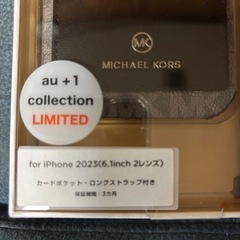 MK
MICHAEL KORS
au +1
collection
LIMITED
for iPhone 2023(6.1inch 2レンズ)
カードポケット・ロングストラップ付き
保証期間:3カ月